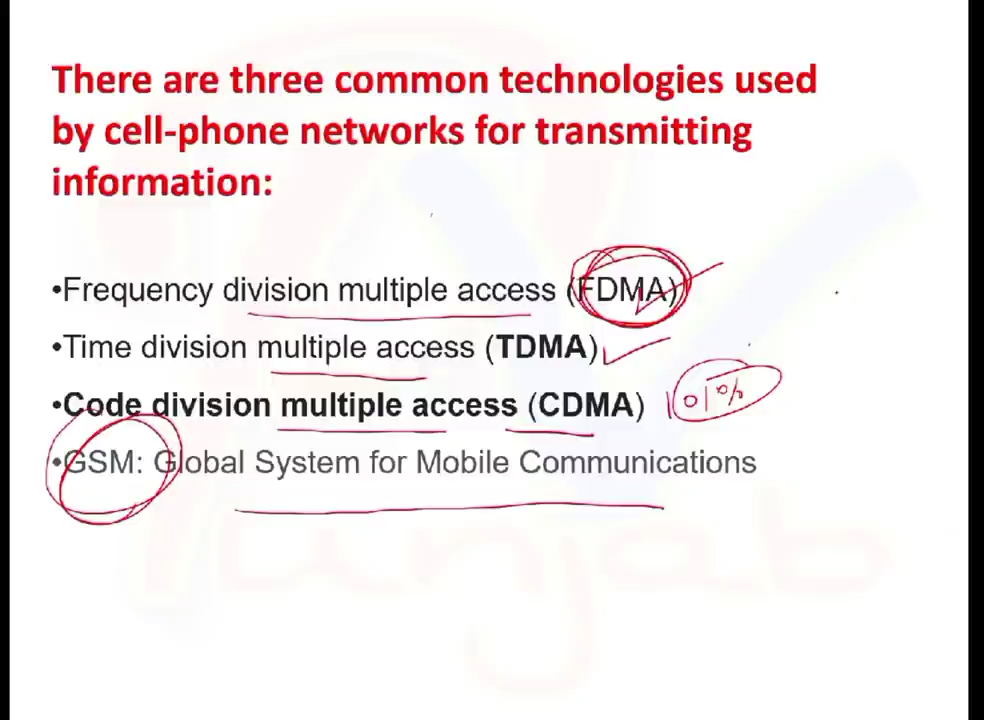 There are three common technologies used
by cell-phone networks for transmitting
information:
•Frequency division multiple access (FDMA)
•Time division multiple access (TDMA)
•Code division multiple access (CDMA)
•GSM: Global System for Mobile Communications
Punjab